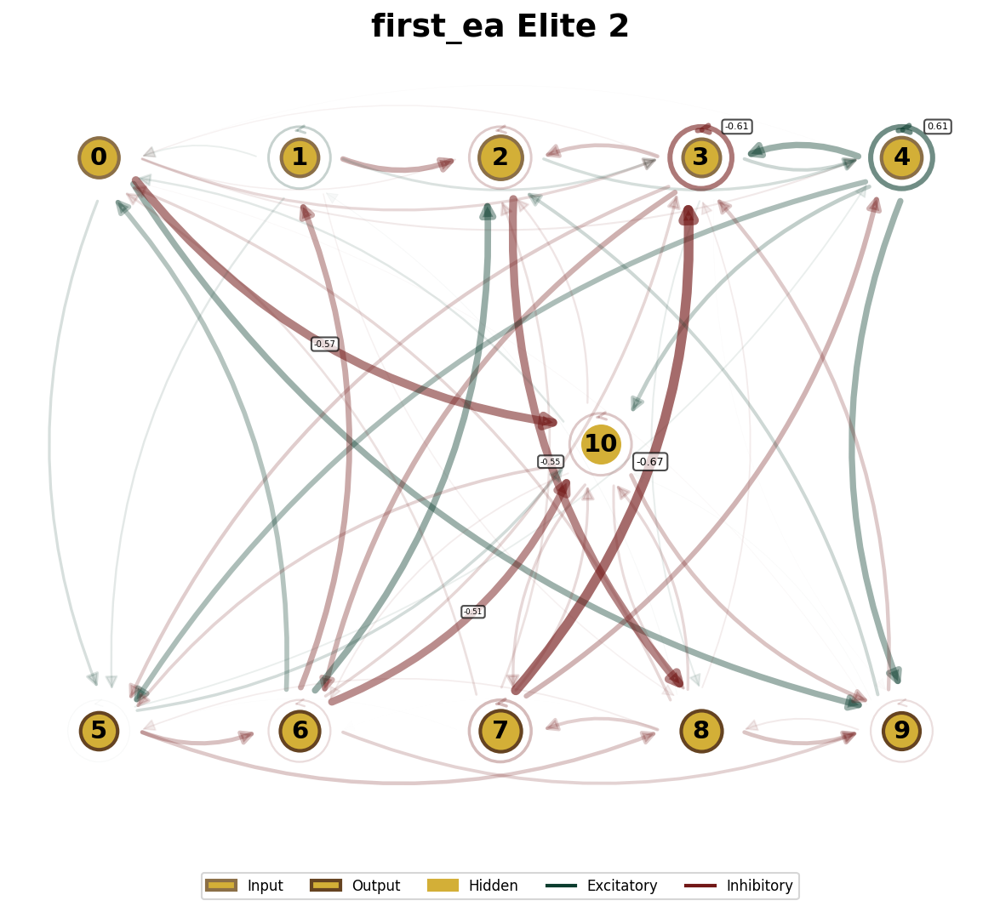 first_ea Elite 2
-0.61
0.61
0
1
2
3
4
-0.57
10
-0.55
-0.67
-0.51
5
6
7
8
9
Input
Output
Hidden
Excitatory
Inhibitory